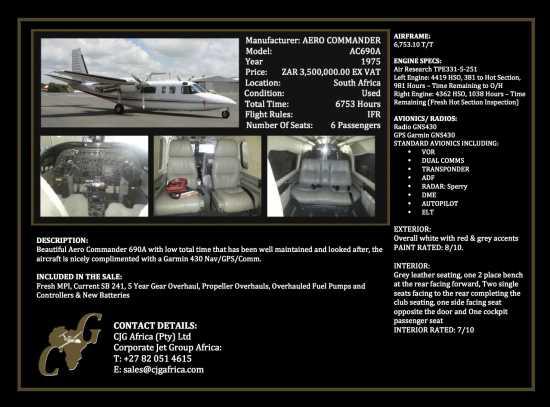 Manufacturer: AERO COMMANDER
Model: AC690A
Year 1975
Price: ZAR 3,500,000.00 EX VAT
Location: South Africa
Condition: Used
Total Time: 6753 Hours
Flight Rules: IFR
Number Of Seats: 6 Passengers
AIRFRAME:
6,753.10 T/T
ENGINE SPECS:
Air Research TPE331-5-251
Left Engine: 4419 HSO, 381 to Hot Section,
981 Hours – Time Remaining to O/H
Right Engine: 4362 HSO, 1038 Hours – Time
Remaining (Fresh Hot Section Inspection)
AVIONICS/ RADIOS:
Radio GNS430
GPS Garmin GNS430
STANDARD AVIONICS INCLUDING:
• VOR
• DUAL COMMS
• TRANSPONDER
• ADF
• RADAR: Sperry
• DME
• AUTOPILOT
• ELT
EXTERIOR:
Overall white with red & grey accents
PAINT RATED: 8/10.
INTERIOR:
Grey leather seating, one 2 place bench
at the rear facing forward, Two single
seats facing to the rear completing the
club seating, one side facing seat
opposite the door and One cockpit
passenger seat
INTERIOR RATED: 7/10
DESCRIPTION:
Beautiful Aero Commander 690A with low total time that has been well maintained and looked after, the
aircraft is nicely complimented with a Garmin 430 Nav/GPS/Comm.
INCLUDED IN THE SALE:
Fresh MPI, Current SB 241, 5 Year Gear Overhaul, Propeller Overhauls, Overhauled Fuel Pumps and
Controllers & New Batteries
CJG
CONTACT DETAILS:
CJG Africa (Pty) Ltd
Corporate Jet Group Africa:
T: +27 82 051 4615
E: sales@cjgafrica.com